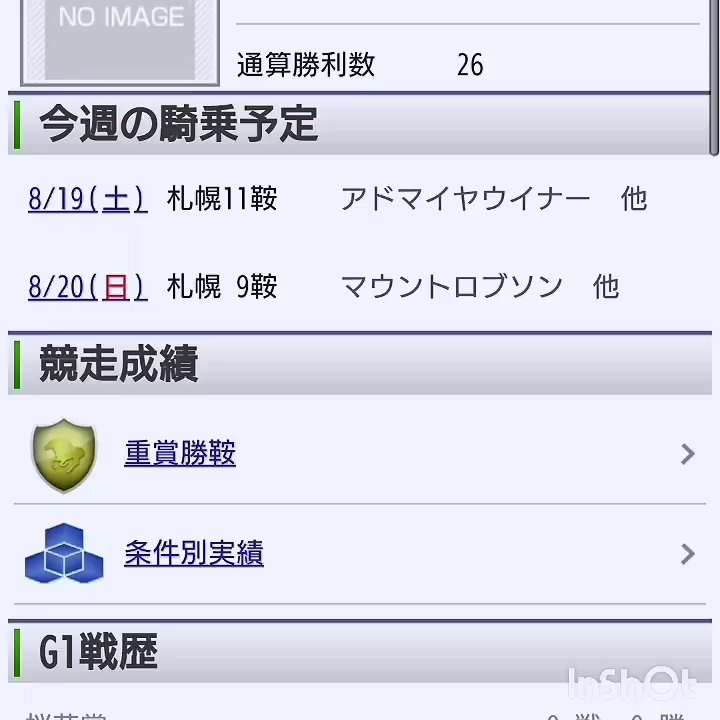 NO IMAGE
通算勝利数 26
今週の騎乗予定
8/19(土) 札幌11鞍 アドマイヤウイナー 他
8/20(日) 札幌 9鞍 マウントロブソン 他
競走成績
重賞勝鞍
条件別実績
G1戦歴
InShOt